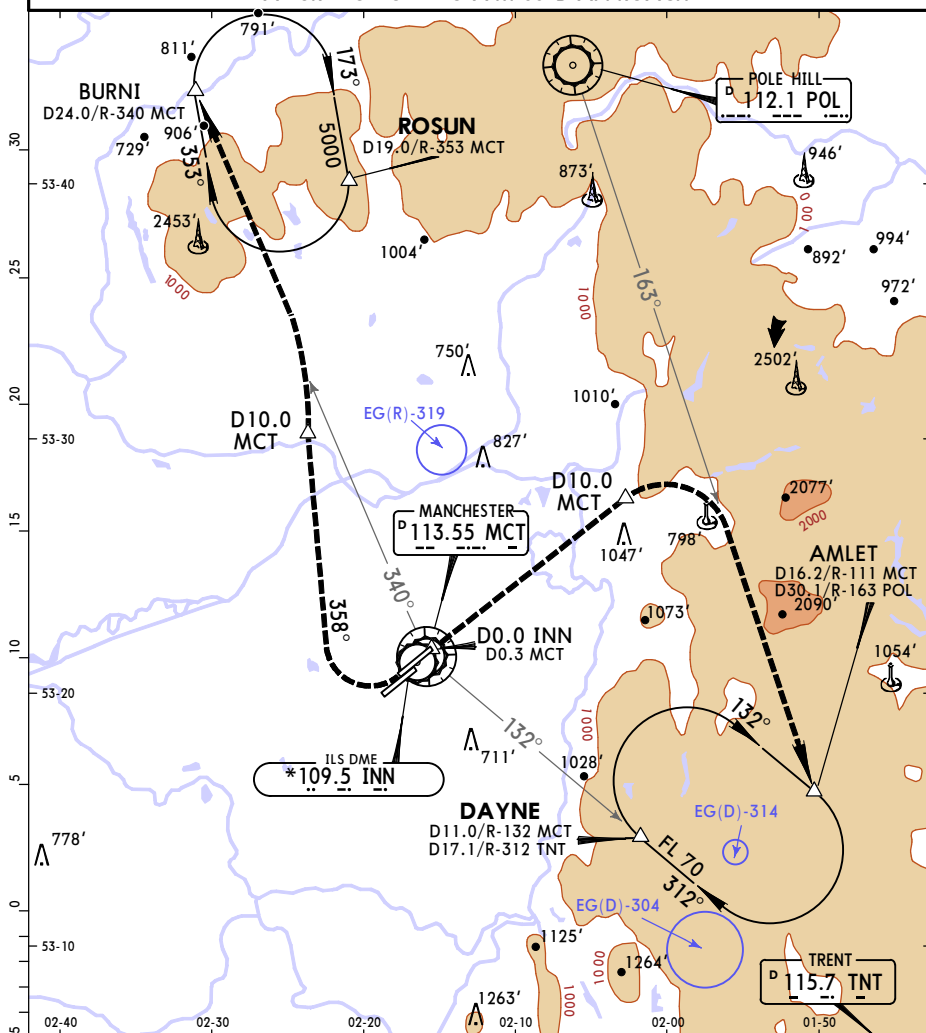 791'
811'
BURNI
D24.0/R-340 MCT
729'
906'
353°
173°
5000
ROSUN
D19.0/R-353 MCT
2453'
1000
1004'
POLE HILL
D 112.1 POL
873'
946'
1000
892'
994'
972'
163°
1000
2502'
750'
EG(R)-319
827'
1010'
D10.0
MCT
D10.0
MCT
1047'
798'
2077'
2000
MANCHESTER
D 113.55 MCT
340°
358°
D0.0 INN
D0.3 MCT
AMLET
D16.2/R-111 MCT
D30.1/R-163 POL
2090'
1073'
1054'
132°
132°
1000
711'
1028'
ILS DME
*109.5 INN
DAYNE
D11.0/R-132 MCT
D17.1/R-312 TNT
EG(D)-314
FL 70
312°
EG(D)-304
778'
1125'
1264'
1000
1000
1263'
TRENT
D 115.7 TNT
30
53-40
25
20
53-30
15
10
53-20
5
0
53-10
5
02-40
02-30
02-20
02-10
02-00
01-50